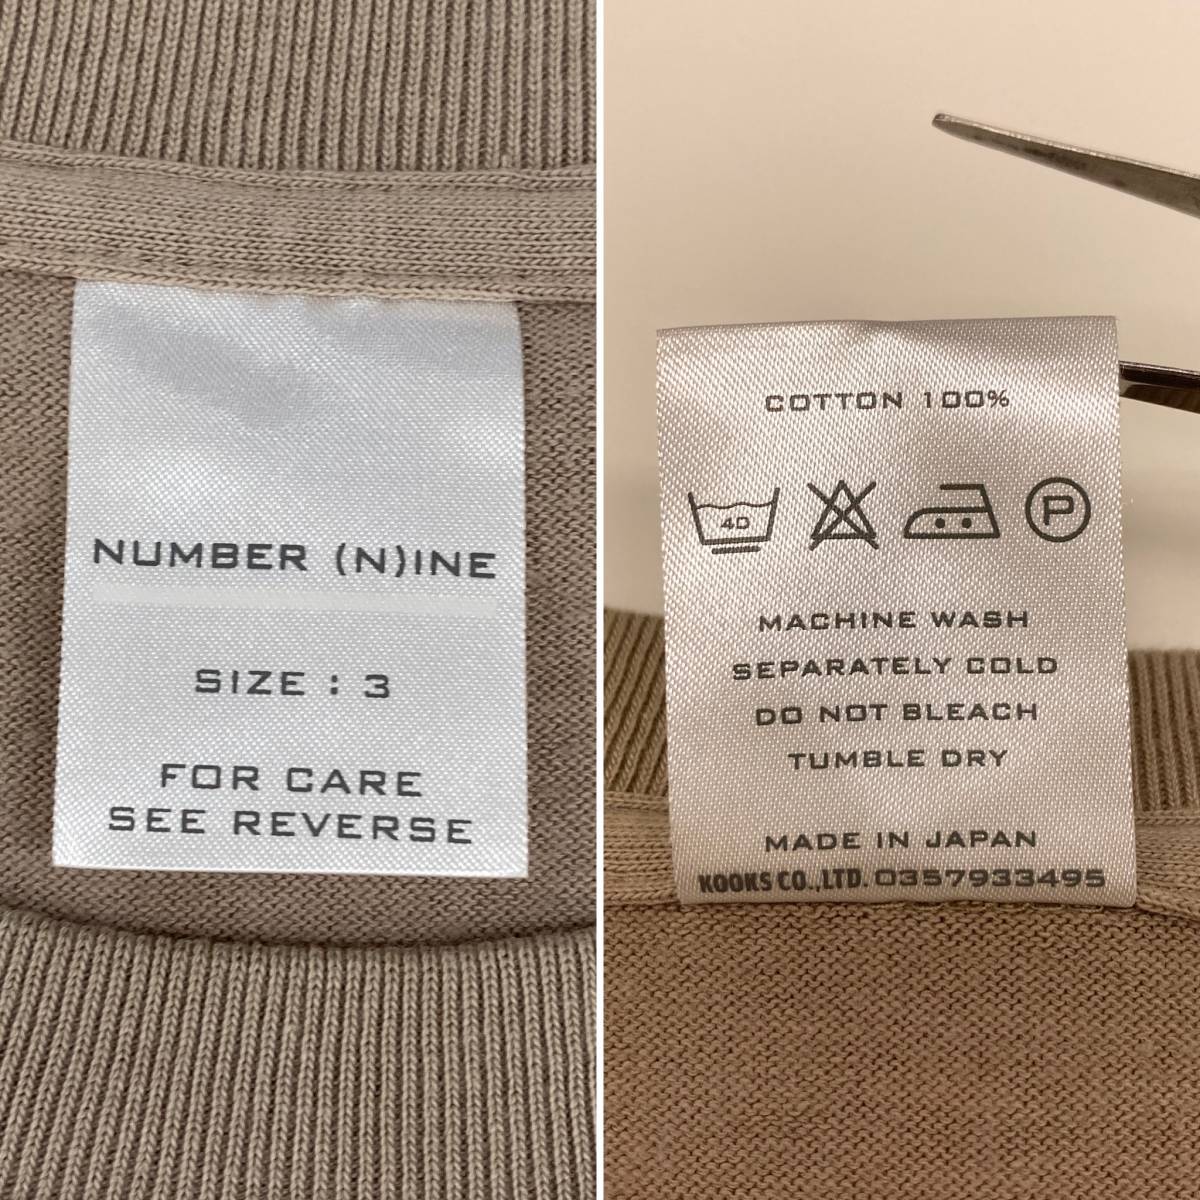 NUMBER (N)INE
SIZE : 3
FOR CARE
SEE REVERSE
COTTON 100%
40
P
MACHINE WASH
SEPARATELY COLD
DO NOT BLEACH
TUMBLE DRY
MADE IN JAPAN
KOOKS CO.,LTD. 0357933495